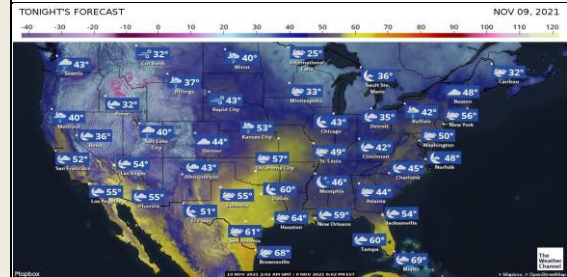 TONIGHT'S FORECAST
NOV 09, 2021
-40 -30 -20 -10 0 10 20 30 40 50 60 70 80 90 100 110 120
43°
Seattle
32°
Cut Bank
40°
Minot
25°
International Falls
36°
Sault Ste. Marie
32°
Caribou
37°
Billings
43°
Rapid City
33°
Minneapolis
48°
Boston
40°
Medford
32°
Boise
42°
Buffalo
56°
New York
36°
Reno
40°
Salt Lake City
44°
Denver
53°
Kansas City
43°
Chicago
35°
Detroit
50°
Washington
52°
San Francisco
54°
Las Vegas
43°
Albuquerque
57°
Oklahoma City
49°
St. Louis
42°
Cincinnati
48°
Norfolk
45°
Charlotte
55°
Los Angeles
55°
Phoenix
55°
60°
Dallas
46°
Memphis
44°
Atlanta
51°
El Paso
64°
Houston
59°
New Orleans
54°
Jacksonville
61°
San Antonio
60°
Tampa
68°
Brownsville
69°
Miami
The
Weather
Channel
© Mapbox, © OpenStreetMap